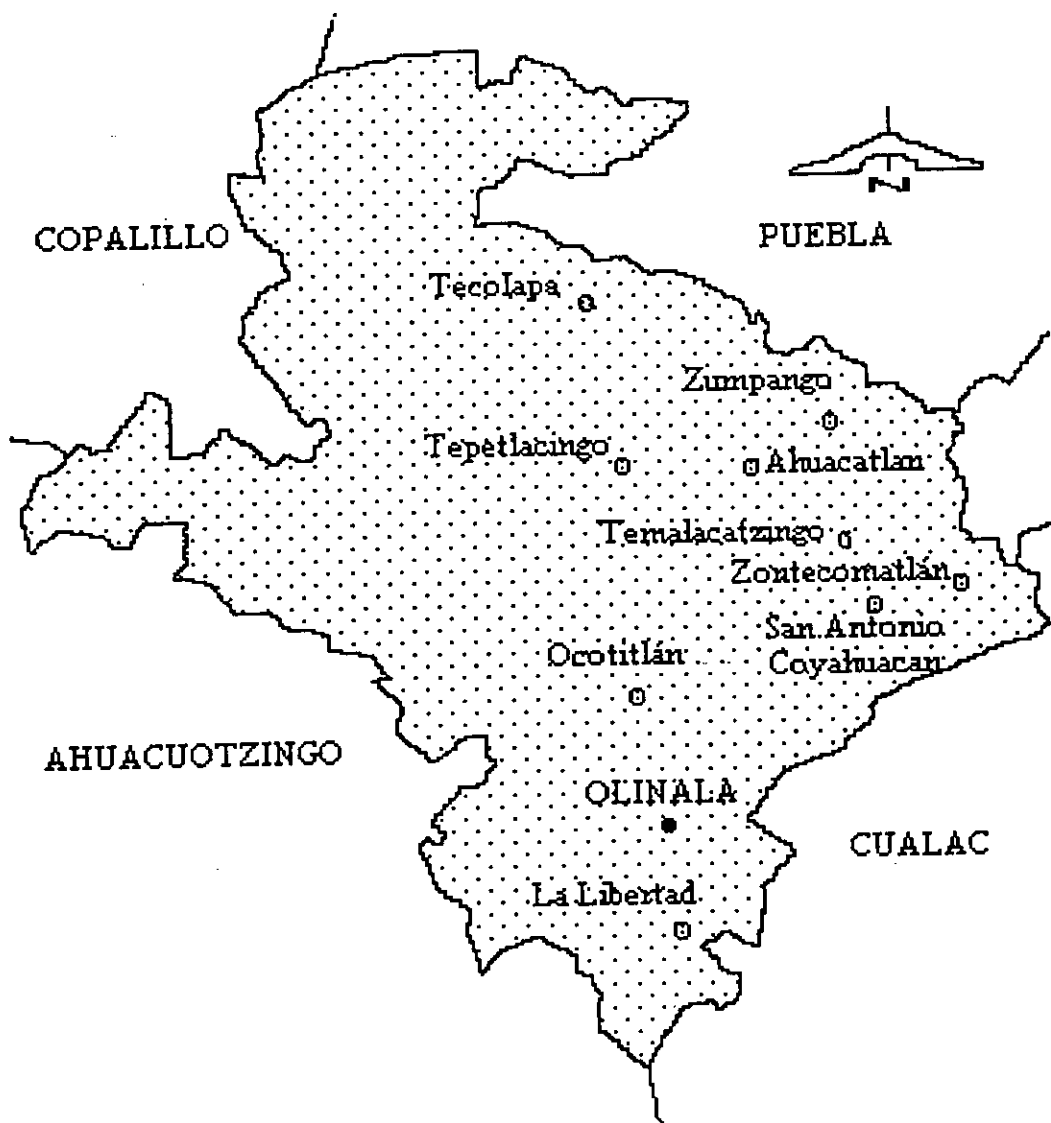 N
COPALILLO
PUEBLA
Tecolapa
Zumpango
Tepetlacingo
Ahuacatlan
Temalacatzingo
Zontecomatlán
San Antonio
Coyahuacan
Ocotitlán
AHUACUOTZINGO
OLINALA
CUALAC
La Libertad